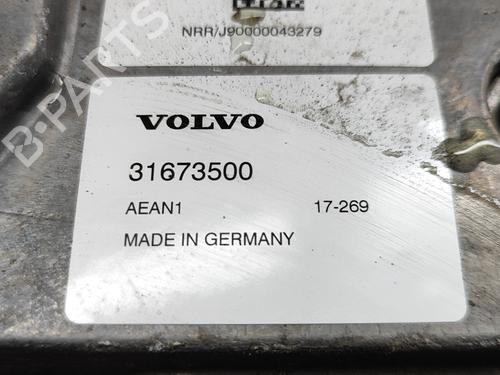 NRR/J90000043279
VOLVO
31673500
AEAN1 17-269
MADE IN GERMANY
B-PARTS